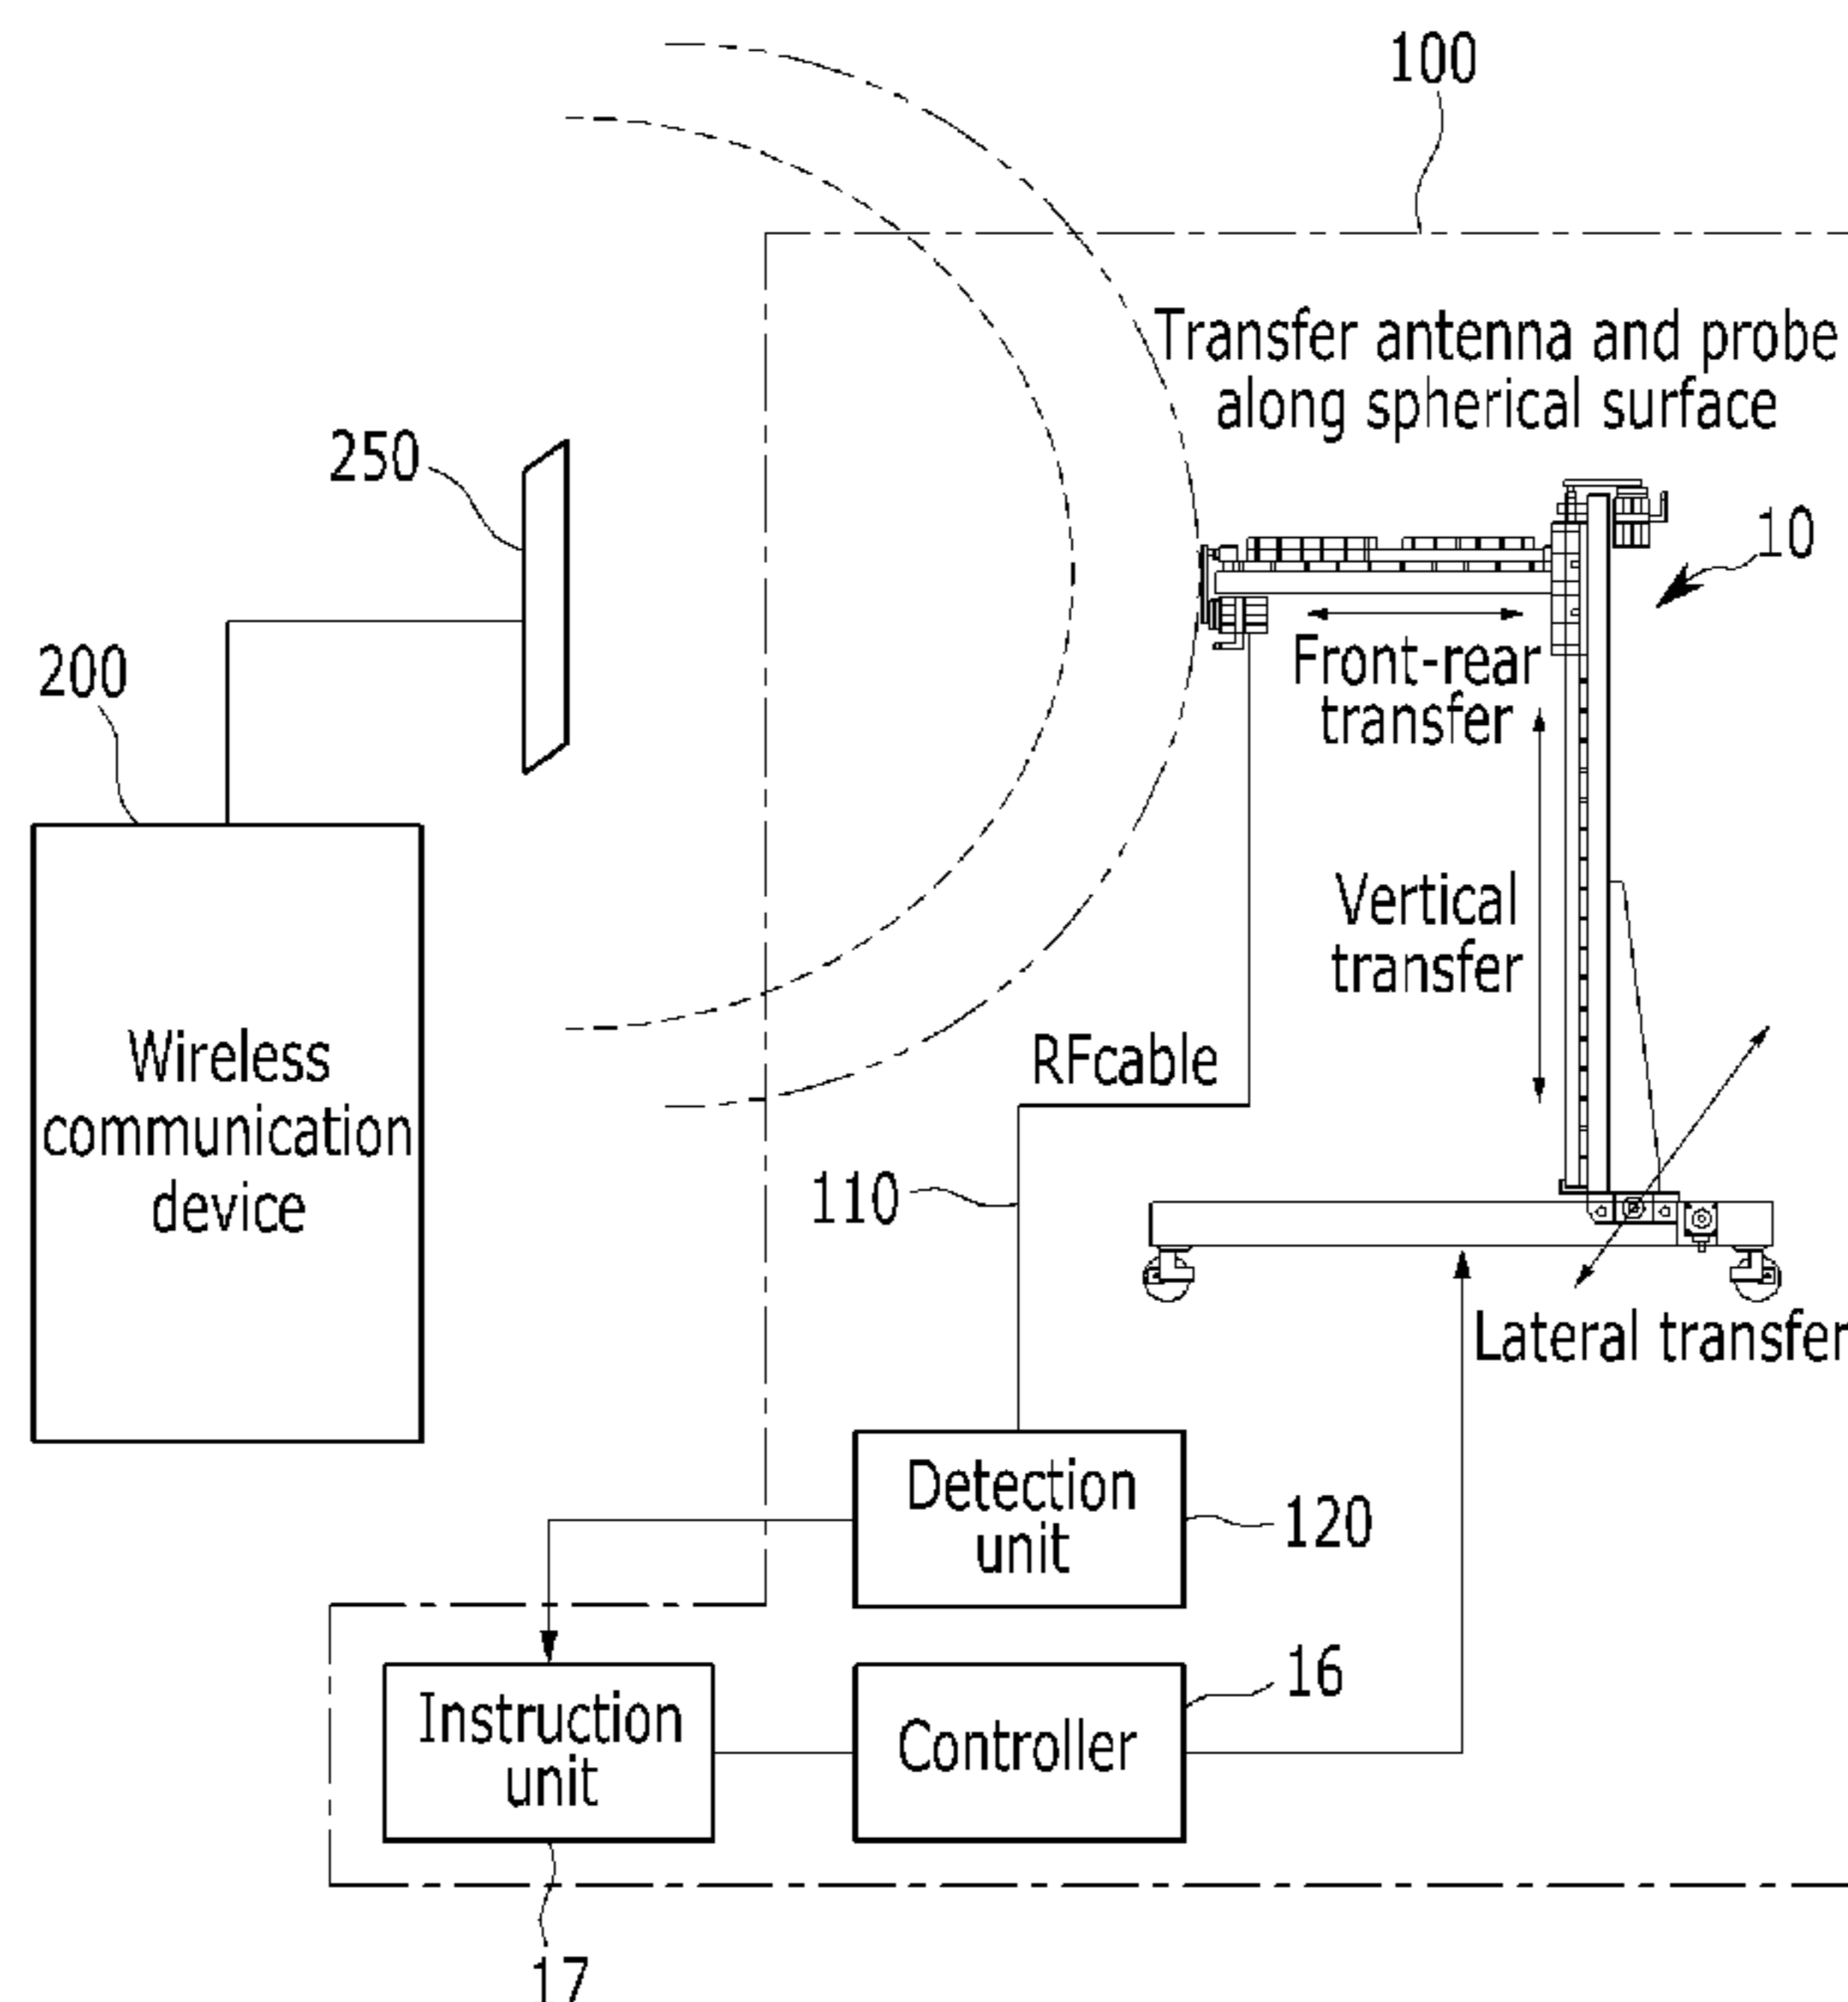 100
Transfer antenna and probe
along spherical surface
250
10
200
Front-rear
transfer
Vertical
transfer
Wireless
communication
device
RFcable
110
Lateral transfer
Detection
unit
120
16
Instruction
unit
Controller
17